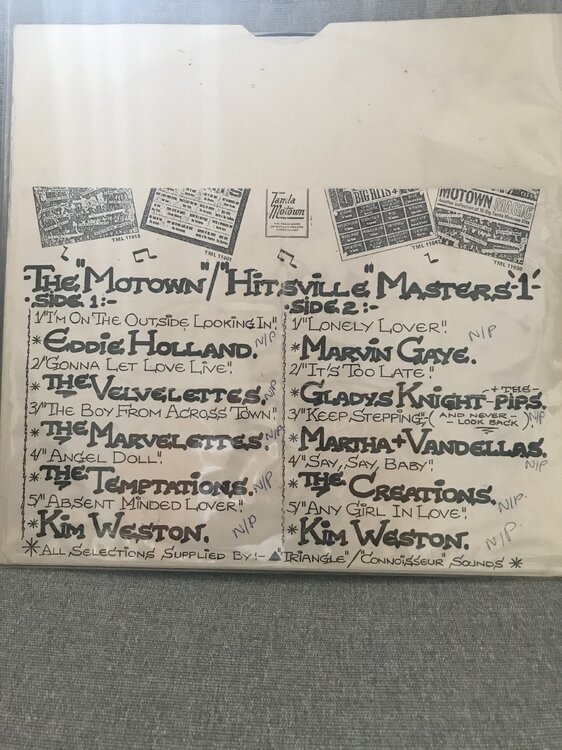 TML 11015
TML 11001
Tamla
Motown
BIG HITS
TML 11
MOTOWN
MAGIC
TML 11030
THE "MOTOWN"/"HITSVILLE" MASTERS -1-
SIDE 1:-
1/"I'M ON THE OUTSIDE LOOKING IN"
* EDDIE HOLLAND. N/P
2/"GONNA LET LOVE LIVE".
* THE VELVELETTES. N/P
3/"THE BOY FROM ACROSS TOWN"
* THE MARVELETTES. N/P
4/"ANGEL DOLL".
* THE TEMPTATIONS. N/P
5/"ABSENT MINDED LOVER".
* KIM WESTON. N/P
SIDE 2:-
1/"LONELY LOVER".
* MARVIN GAYE. N/P
2/"IT'S TOO LATE".
* GLADYS KNIGHT + THE - PIPS.
3/"KEEP, STEPPING," (AND NEVER - LOOK BACK) N/P
* MARTHA + VANDELLAS.
4/"SAY, SAY, BABY". N/P
* THE CREATIONS. N/P
5/"ANY GIRL IN LOVE".
* KIM WESTON. N/P
* ALL SELECTIONS SUPPLIED BY:- ▲"TRIANGLE"/"CONNOISSEUR" SOUNDS *